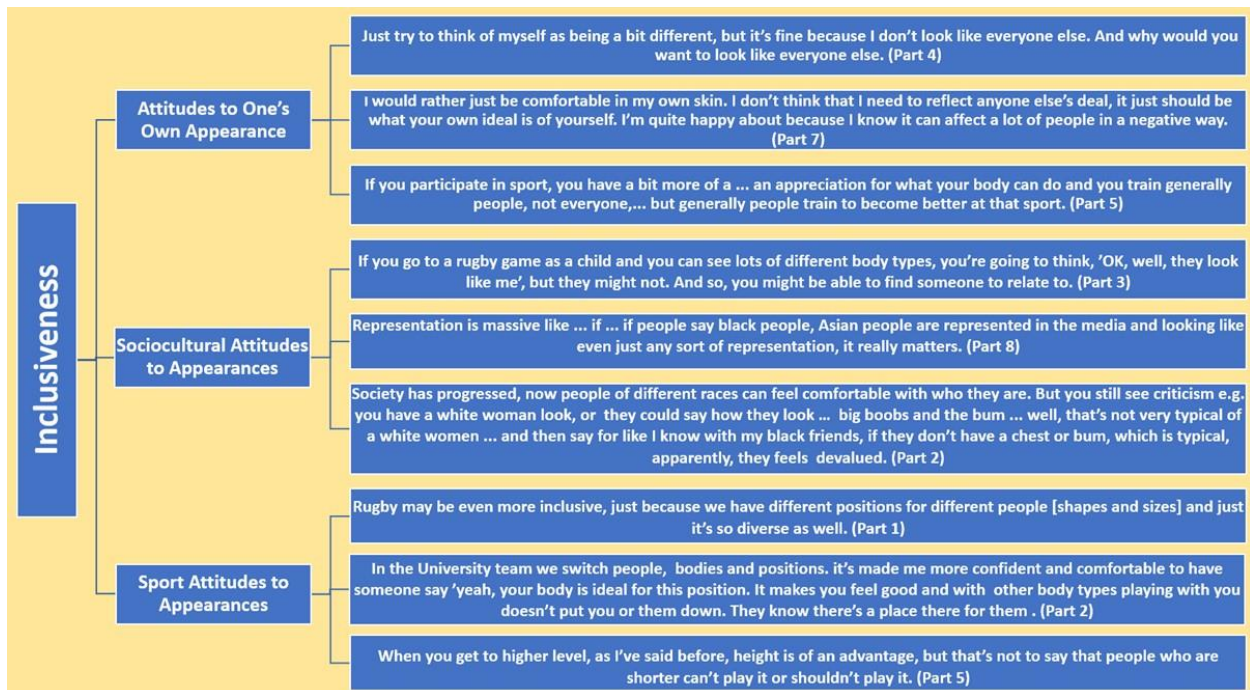 Inclusiveness
Attitudes to One's
Own Appearance
Just try to think of myself as being a bit different, but it's fine because I don't look like everyone else. And why would you
want to look like everyone else. (Part 4)
I would rather just be comfortable in my own skin. I don't think that I need to reflect anyone else's deal, it just should be
what your own ideal is of yourself. I'm quite happy about because I know it can affect a lot of people in a negative way.
(Part 7)
If you participate in sport, you have a bit more of a ... an appreciation for what your body can do and you train generally
people, not everyone,... but generally people train to become better at that sport. (Part 5)
Sociocultural Attitudes
to Appearances
If you go to a rugby game as a child and you can see lots of different body types, you're going to think, 'OK, well, they look
like me', but they might not. And so, you might be able to find someone to relate to. (Part 3)
Representation is massive like ... if ... if people say black people, Asian people are represented in the media and looking like
even just any sort of representation, it really matters. (Part 8)
Society has progressed, now people of different races can feel comfortable with who they are. But you still see criticism e.g.
you have a white woman look, or they could say how they look ... big boobs and the bum ... well, that's not very typical of
a white women ... and then say for like I know with my black friends, if they don't have a chest or bum, which is typical,
apparently, they feels devalued. (Part 2)
Sport Attitudes to
Appearances
Rugby may be even more inclusive, just because we have different positions for different people [shapes and sizes] and just
it's so diverse as well. (Part 1)
In the University team we switch people, bodies and positions. it's made me more confident and comfortable to have
someone say 'yeah, your body is ideal for this position. It makes you feel good and with other body types playing with you
doesn't put you or them down. They know there's a place there for them . (Part 2)
When you get to higher level, as I've said before, height is of an advantage, but that's not to say that people who are
shorter can't play it or shouldn't play it. (Part 5)